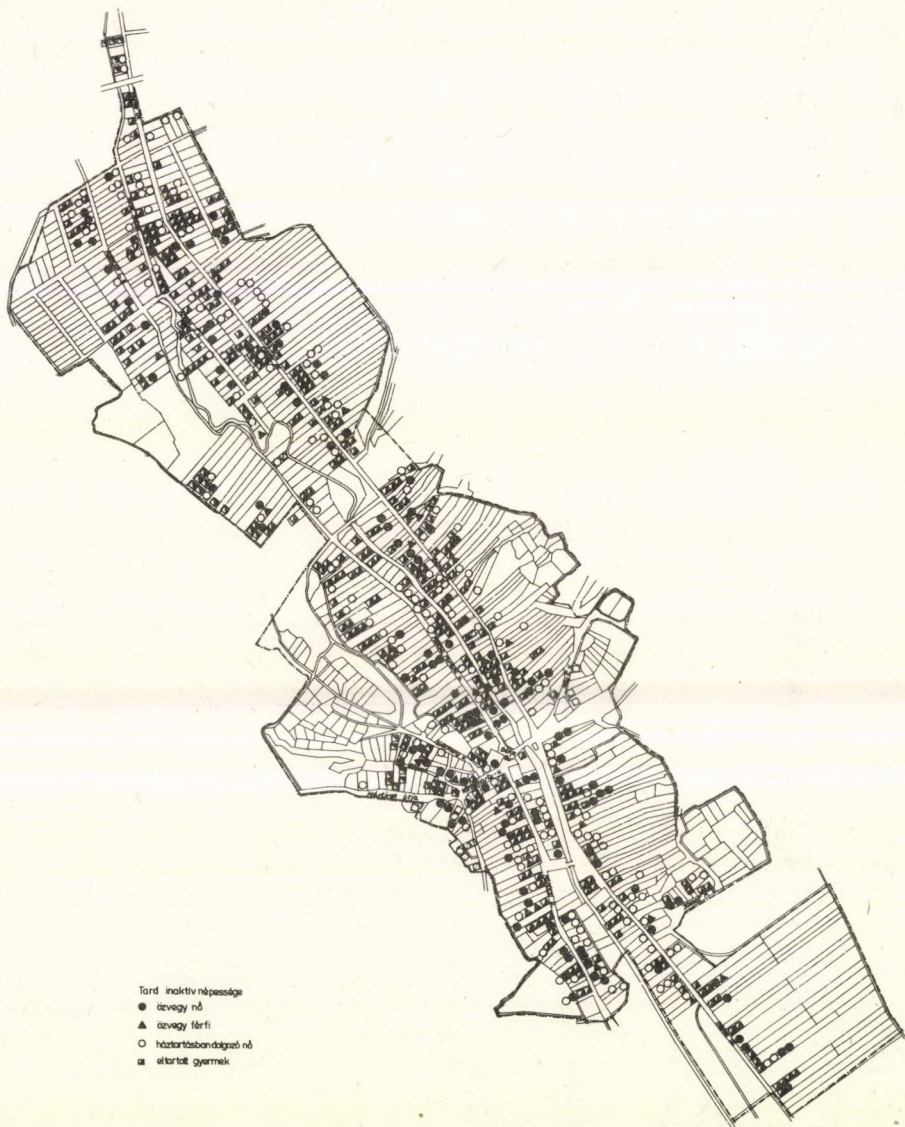 Tard inaktív népessége
özvegy nő
özvegy férfi
háztartásban dolgozó nő
eltartott gyermek